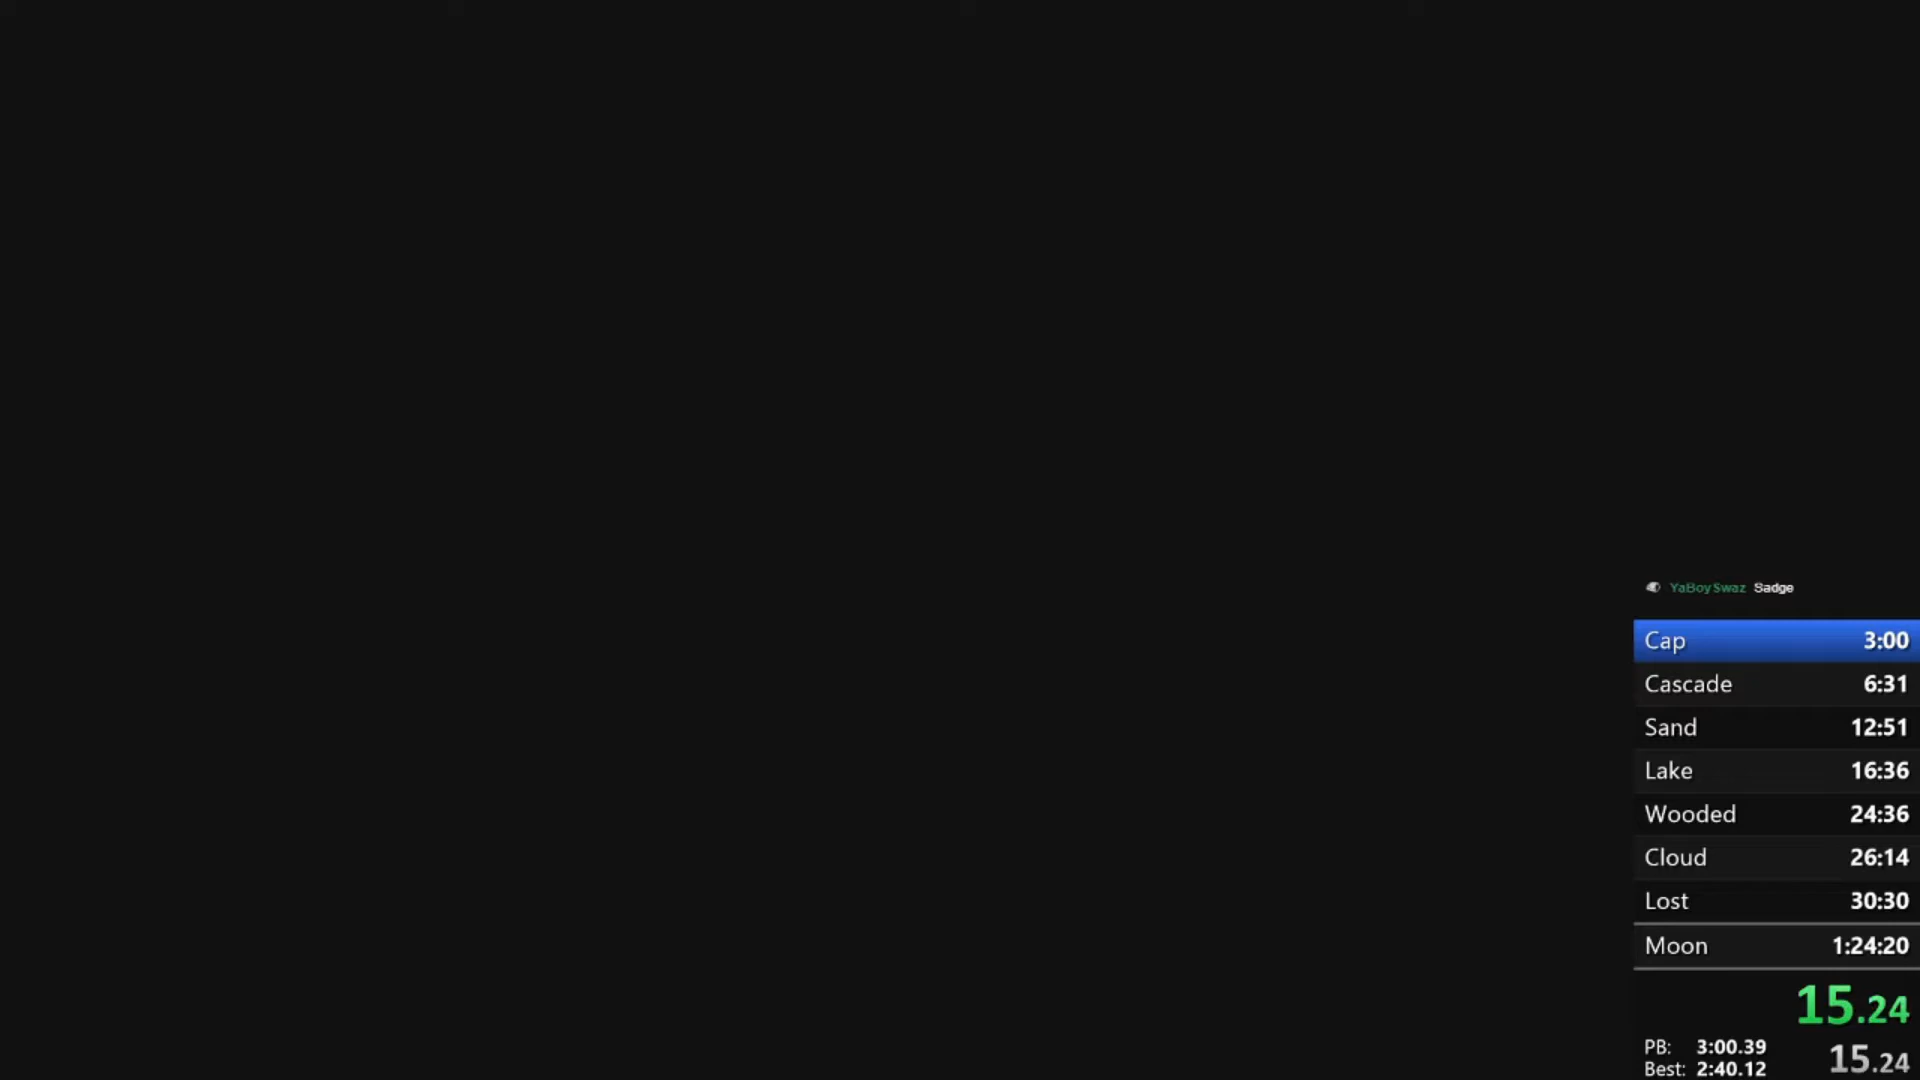 YaBoySwaz Sadge
Cap 3:00
Cascade 6:31
Sand 12:51
Lake 16:36
Wooded 24:36
Cloud 26:14
Lost 30:30
Moon 1:24:20
15.24
PB: 3:00.39
Best: 2:40.12
15.24